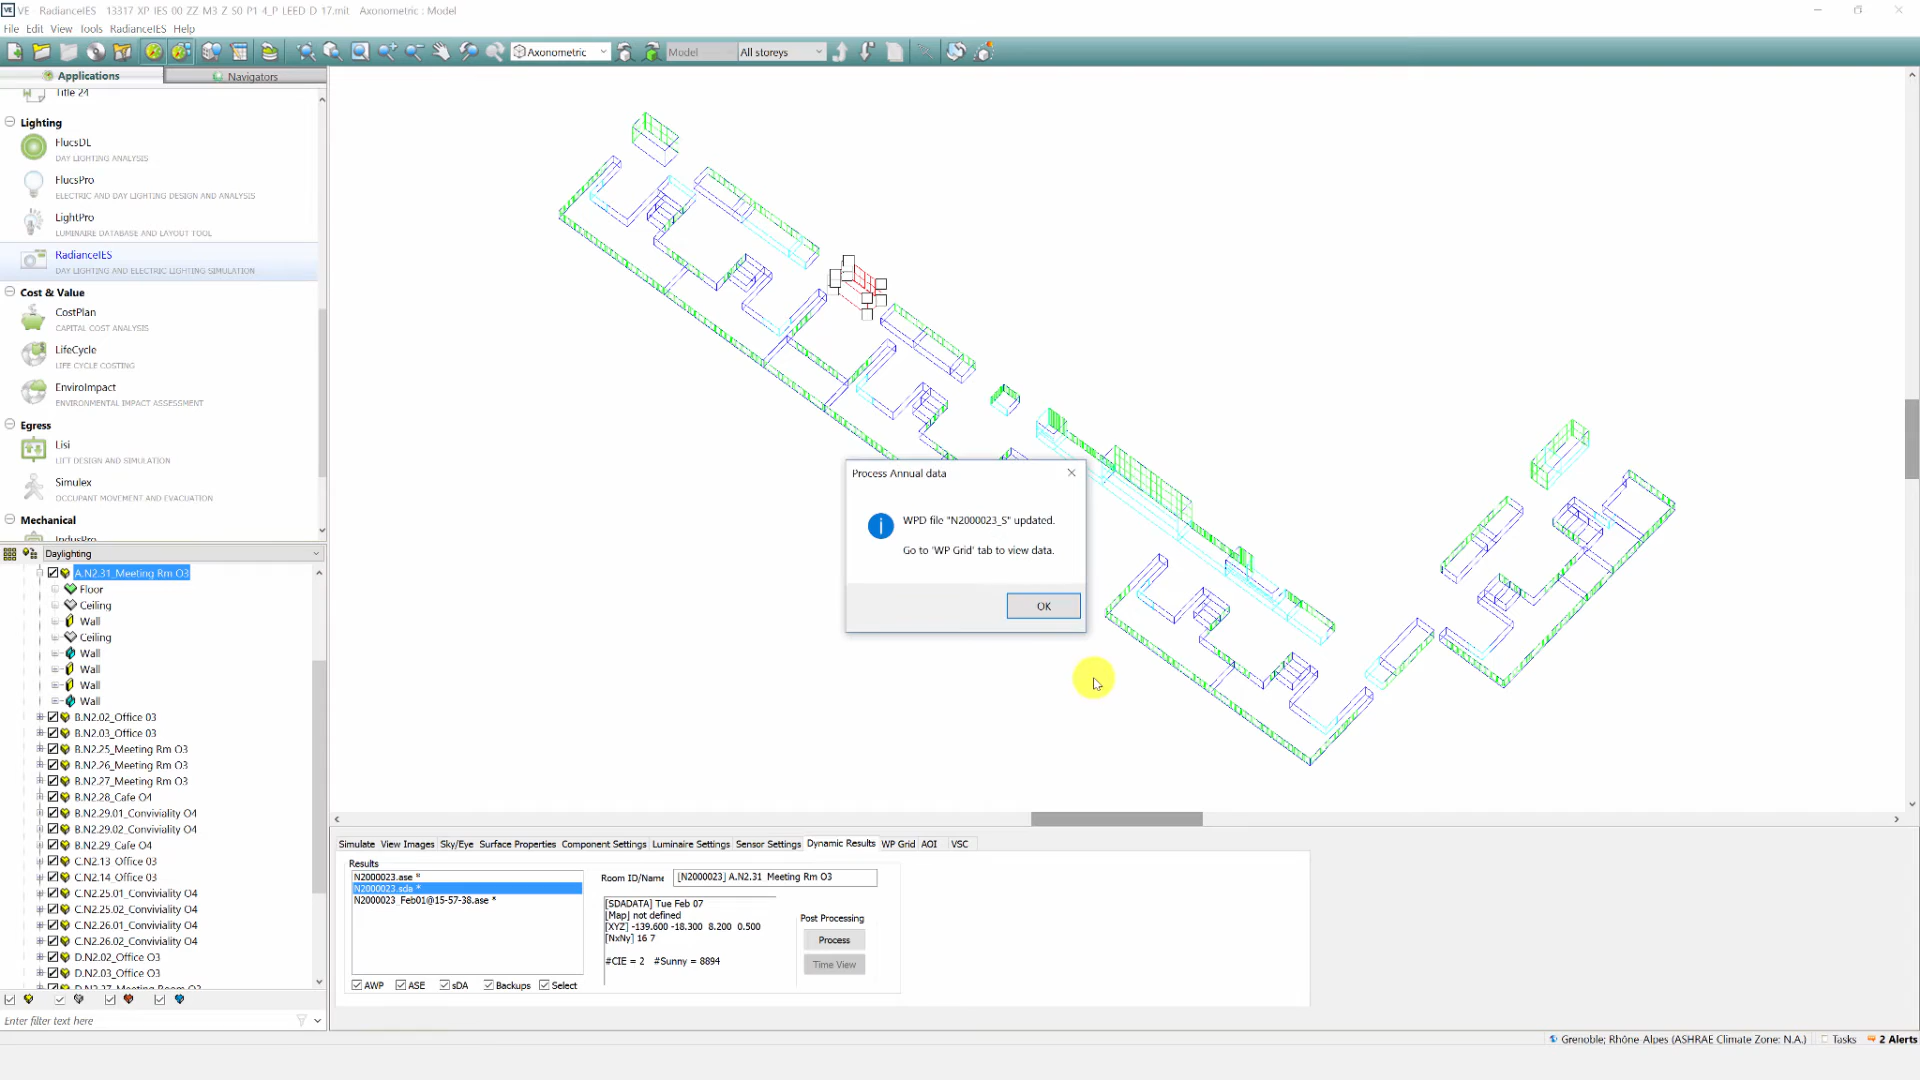 VE RadianceIES 13317 XP IES 00 ZZ M3 Z S0 P1 4_P LEED D 17.mit Axonometric : Model
File Edit View Tools RadianceIES Help
Axonometric Model All storeys
Applications Navigators
Title 24
Lighting
FlucsDL
DAY LIGHTING ANALYSIS
FlucsPro
ELECTRIC AND DAY LIGHTING DESIGN AND ANALYSIS
LightPro
LUMINAIRE DATABASE AND LAYOUT TOOL
RadianceIES
DAY LIGHTING AND ELECTRIC LIGHTING SIMULATION
Cost & Value
CostPlan
CAPITAL COST ANALYSIS
LifeCycle
LIFE CYCLE COSTING
EnviroImpact
ENVIRONMENTAL IMPACT ASSESSMENT
Egress
Lisi
LIFT DESIGN AND SIMULATION
Simulex
OCCUPANT MOVEMENT AND EVACUATION
Mechanical
IndusPro
Daylighting
A.N2.31_Meeting Rm O3
Floor
Ceiling
Wall
Ceiling
Wall
Wall
Wall
Wall
B.N2.02_Office 03
B.N2.03_Office 03
B.N2.25_Meeting Rm O3
B.N2.26_Meeting Rm O3
B.N2.27_Meeting Rm O3
B.N2.28_Cafe O4
B.N2.29.01_Conviviality O4
B.N2.29.02_Conviviality O4
B.N2.29_Cafe O4
C.N2.13_Office 03
C.N2.14_Office 03
C.N2.25.01_Conviviality O4
C.N2.25.02_Conviviality O4
C.N2.26.01_Conviviality O4
C.N2.26.02_Conviviality O4
D.N2.02_Office O3
D.N2.03_Office O3
D.N2.27_Meeting Room O3
Enter filter text here
Process Annual data
WPD file "N2000023_S" updated.
Go to 'WP Grid' tab to view data.
OK
Simulate View Images Sky/Eye Surface Properties Component Settings Luminaire Settings Sensor Settings Dynamic Results WP Grid AOI VSC
Results
N2000023.ase *
N2000023.sda *
N2000023_Feb01@15-57-38.ase *
AWP ASE sDA Backups Select
Room ID/Name [N2000023] A.N2.31_Meeting Rm O3
[SDADATA] Tue Feb 07
[Map] not defined
[XYZ] -139.600 -18.300 8.200 0.500
[NxNy] 16 7
#CIE = 2 #Sunny = 8894
Post Processing
Process
Time View
Grenoble; Rhône-Alpes (ASHRAE Climate Zone: N.A.) Tasks 2 Alerts